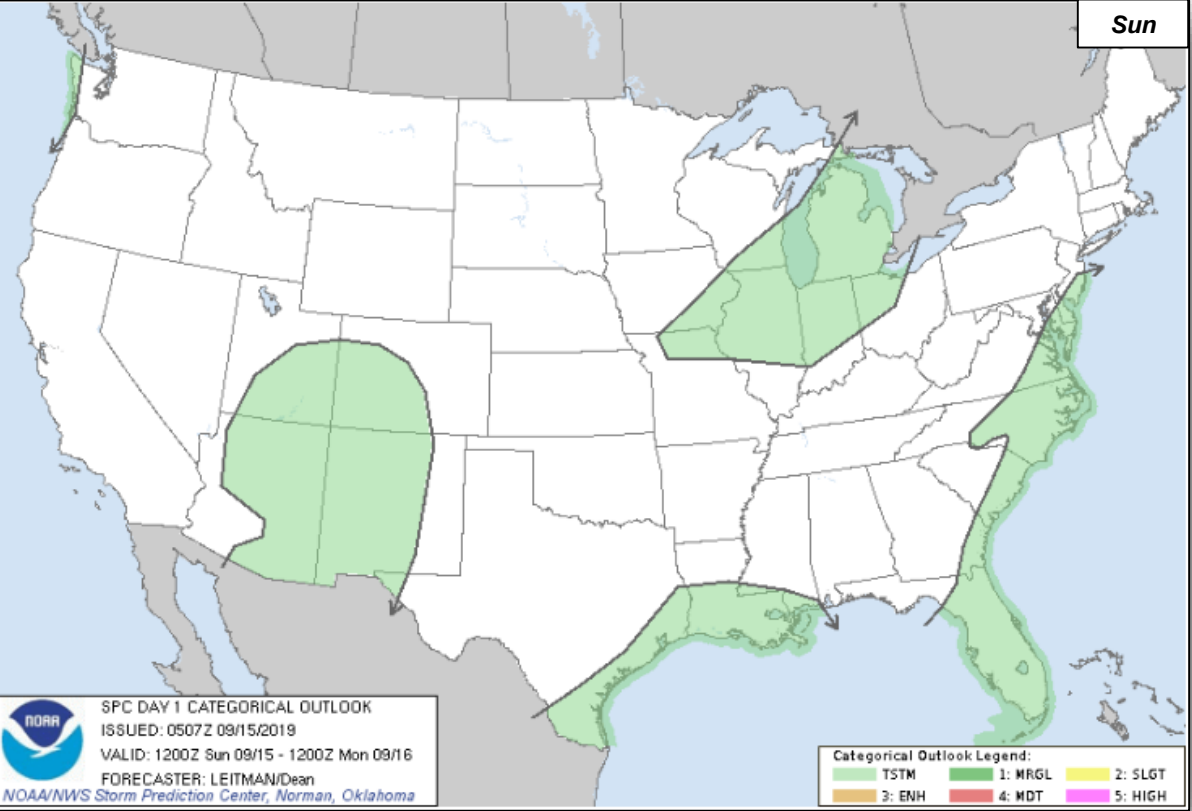 Sun
SPC DAY 1 CATEGORICAL OUTLOOK
ISSUED: 0507Z 09/15/2019
VALID: 1200Z Sun 09/15 - 1200Z Mon 09/16
FORECASTER: LEITMAN/Dean
NOAA
NOAA/NWS Storm Prediction Center, Norman, Oklahoma
Categorical Outlook Legend:
TSTM 1: MRGL 2: SLGT
3: ENH 4: MDT 5: HIGH